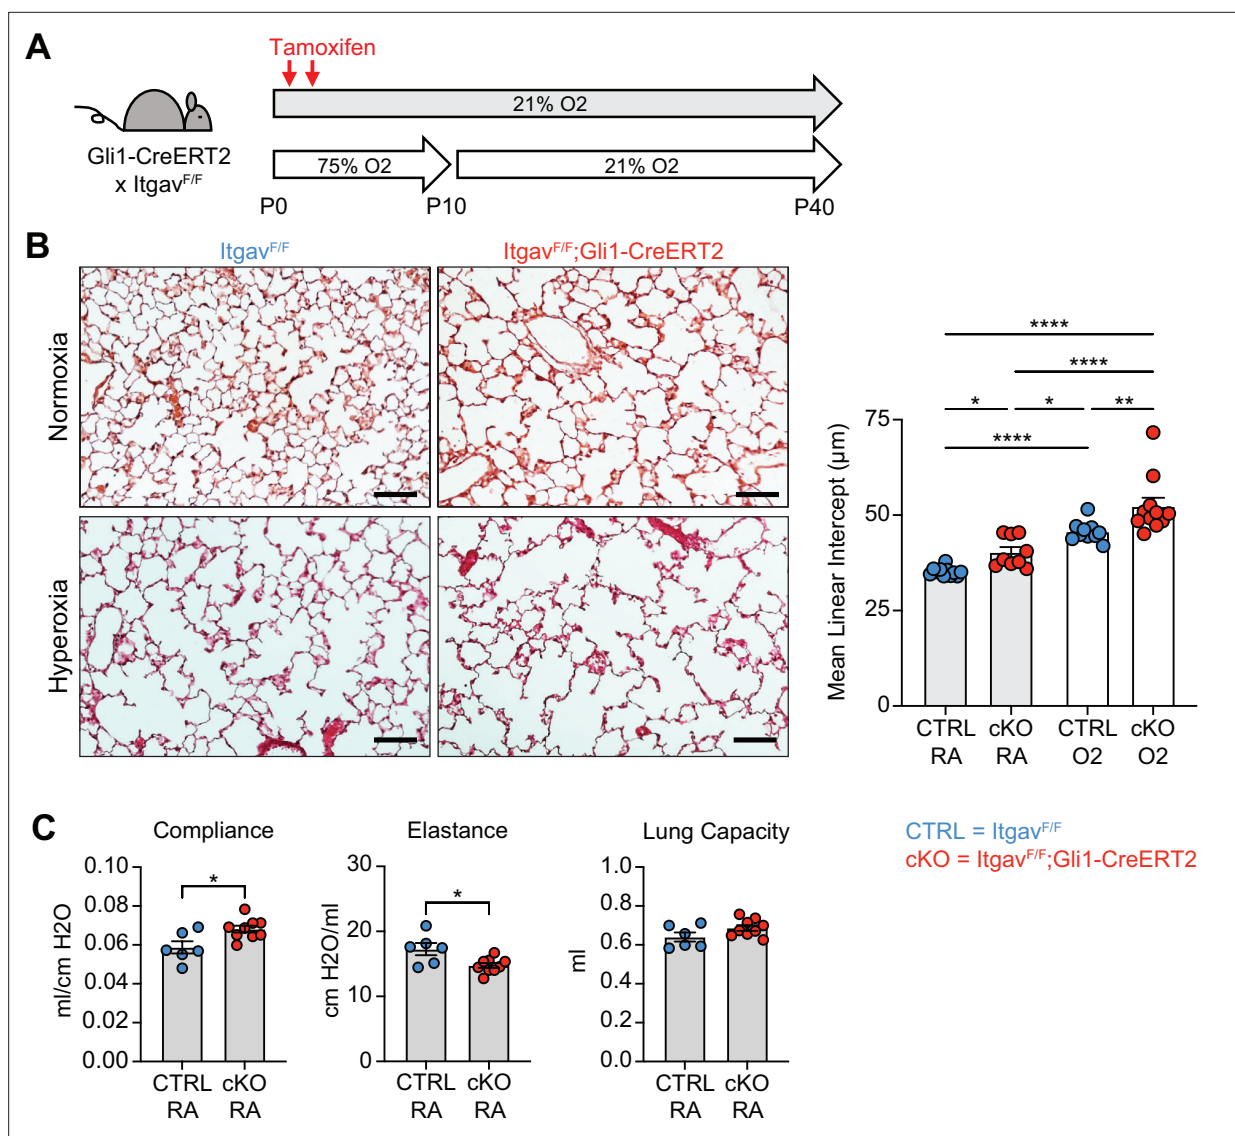 A
Tamoxifen
21% O2
75% O2
21% O2
Gli1-CreERT2
x Itgav^F/F
P0
P10
P40
B
Itgav^F/F
Itgav^F/F;Gli1-CreERT2
Normoxia
Hyperoxia
****
****
* * **
****
Mean Linear Intercept (μm)
75
50
25
0
CTRL RA
cKO RA
CTRL O2
cKO O2
CTRL = Itgav^F/F
cKO = Itgav^F/F;Gli1-CreERT2
C
Compliance
ml/cm H2O
0.10
0.08
0.06
0.04
0.02
0.00
*
CTRL RA
cKO RA
Elastance
cm H2O/ml
30
20
10
0
*
CTRL RA
cKO RA
Lung Capacity
ml
1.0
0.8
0.6
0.4
0.2
0.0
CTRL RA
cKO RA